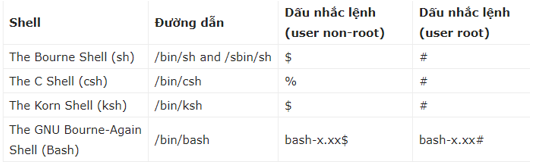 Shell Đường dẫn Dấu nhắc lệnh (user non-root) Dấu nhắc lệnh (user root)
The Bourne Shell (sh) /bin/sh and /sbin/sh $ #
The C Shell (csh) /bin/csh % #
The Korn Shell (ksh) /bin/ksh $ #
The GNU Bourne-Again Shell (Bash) /bin/bash bash-x.xx$ bash-x.xx#